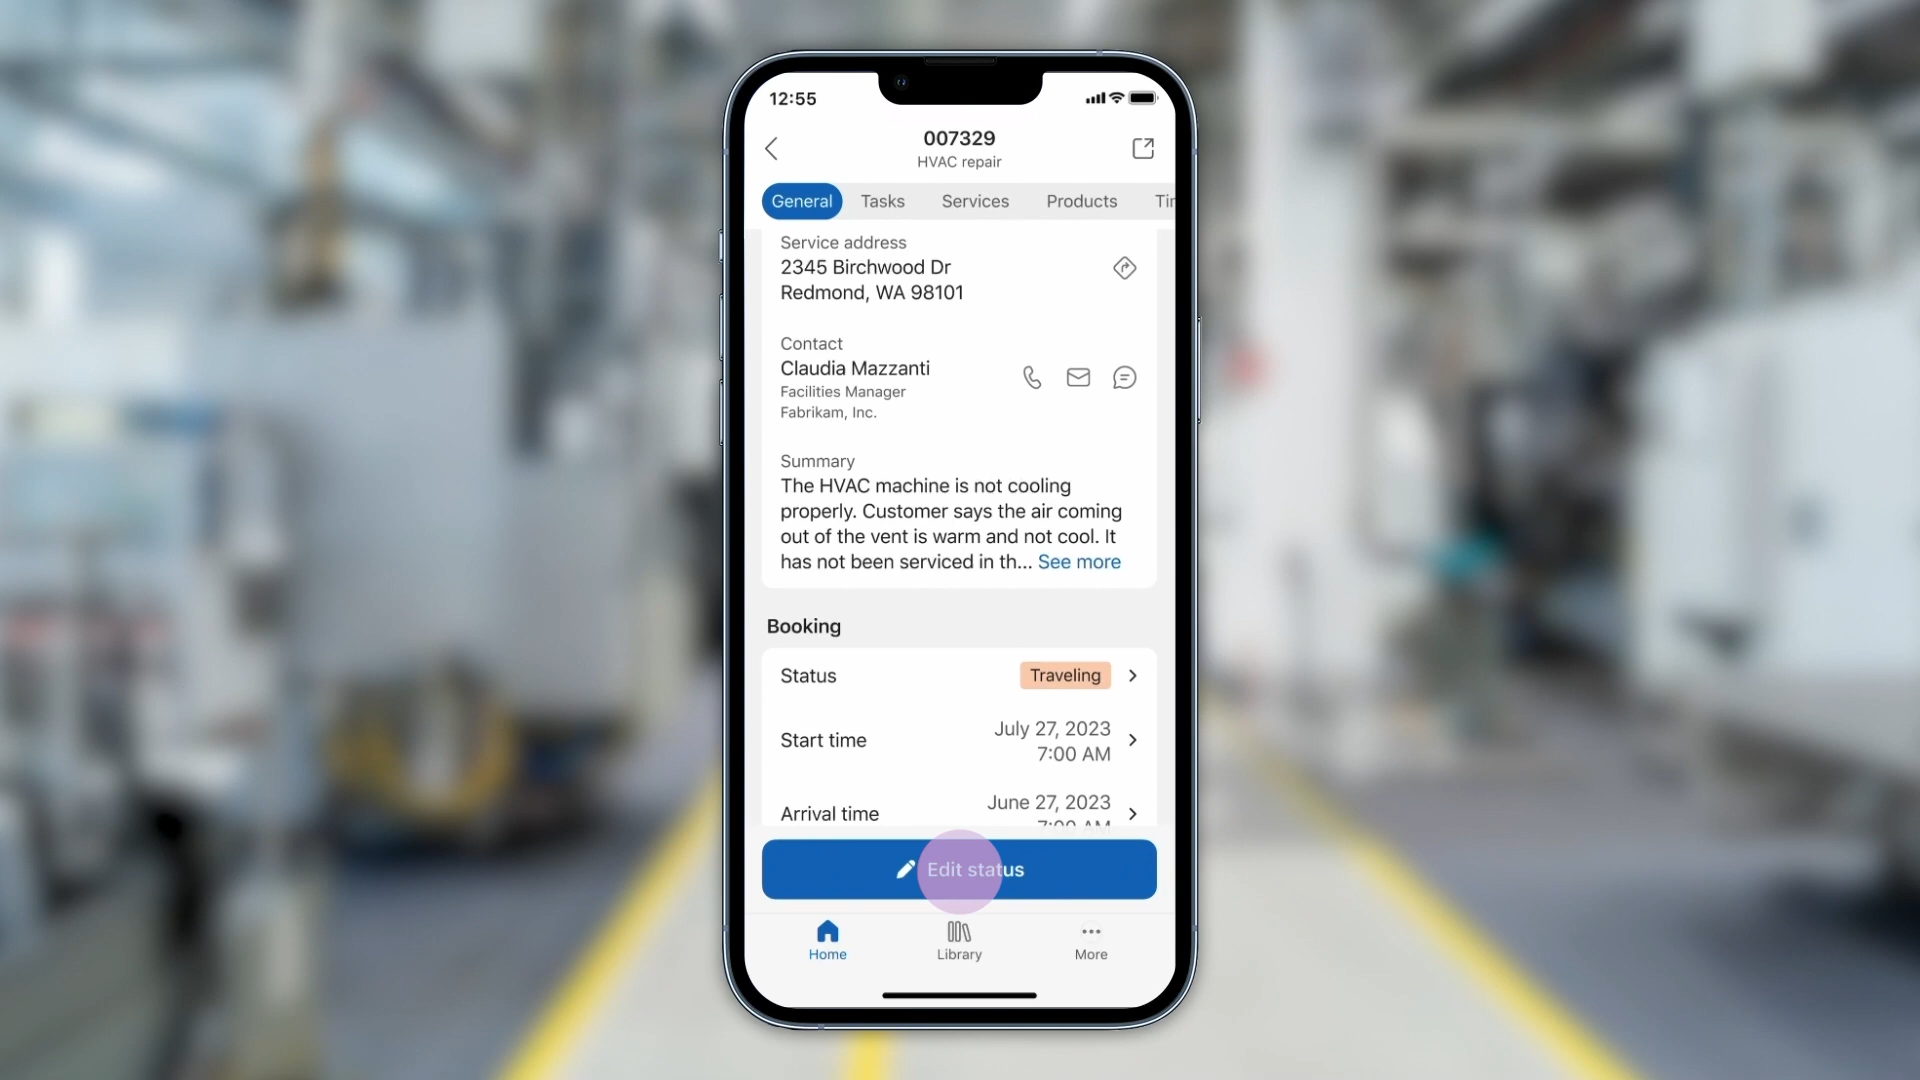 12:55
007329
HVAC repair
General Tasks Services Products Tir
Service address
2345 Birchwood Dr
Redmond, WA 98101
Contact
Claudia Mazzanti
Facilities Manager
Fabrikam, Inc.
Summary
The HVAC machine is not cooling
properly. Customer says the air coming
out of the vent is warm and not cool. It
has not been serviced in th... See more
Booking
Status Traveling
Start time July 27, 2023
7:00 AM
Arrival time June 27, 2023
7:00 AM
Edit status
Home Library More